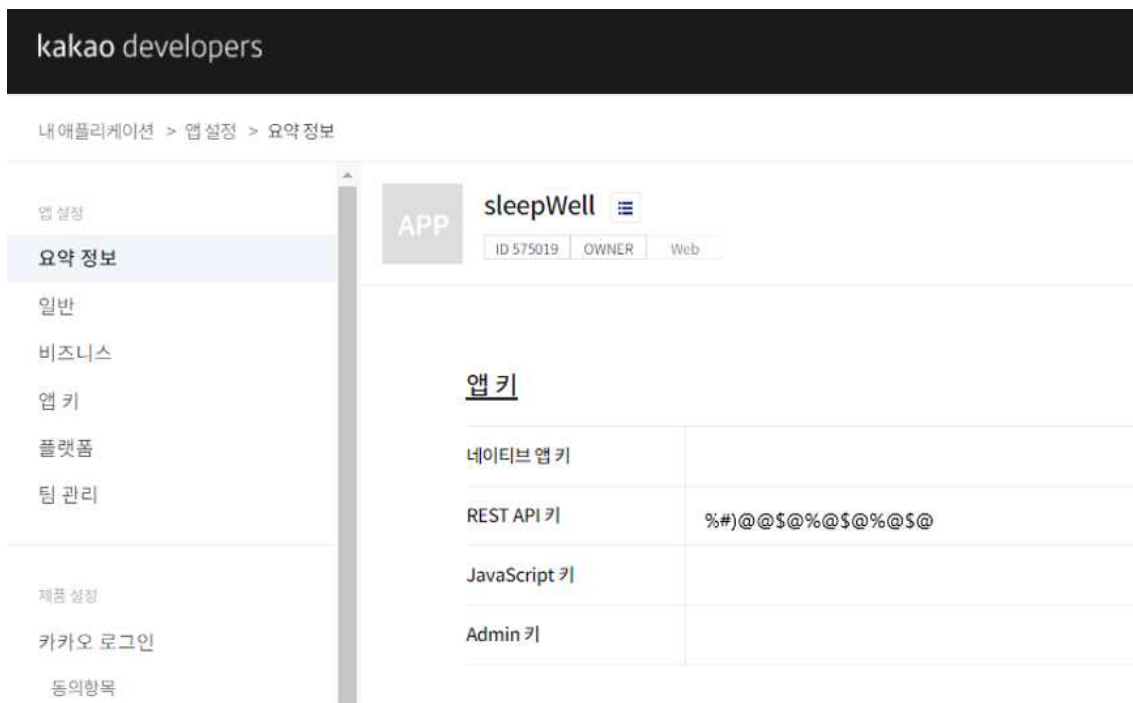 kakao developers
내 애플리케이션 > 앱 설정 > 요약 정보
앱 설정
요약 정보
일반
비즈니스
앱 키
플랫폼
팀 관리
제품 설정
카카오 로그인
동의항목
APP
sleepWell
ID 575019 OWNER Web
앱 키
네이티브 앱 키
REST API 키 %#)@@$@%@$@%@$@
JavaScript 키
Admin 키